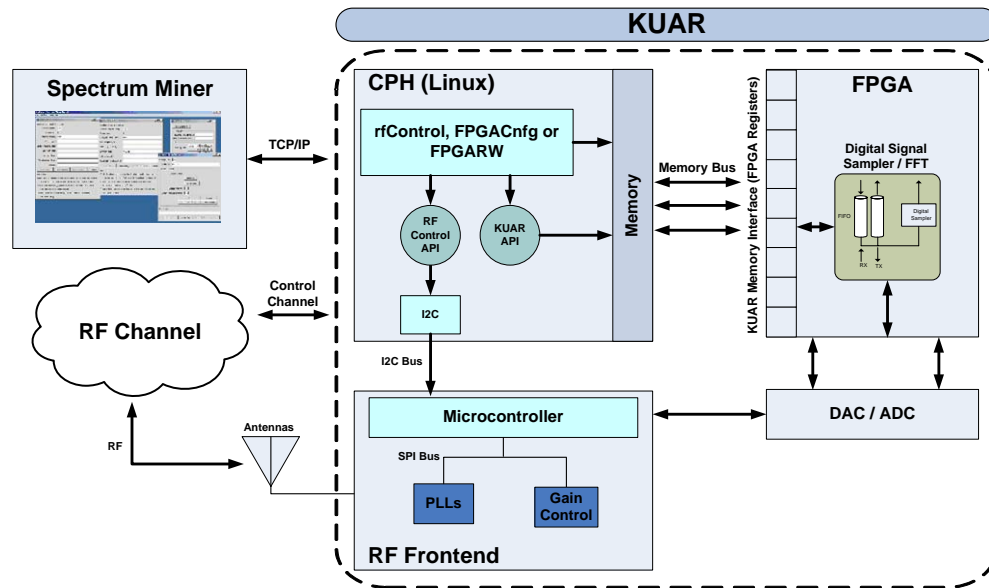 KUAR
Spectrum Miner
TCP/IP
CPH (Linux)
rfControl, FPGACnfg or
FPGARW
RF
Control
API
KUAR
API
I2C
Memory
Memory Bus
KUAR Memory Interface (FPGA Registers)
FPGA
Digital Signal
Sampler / FFT
FIFO
Digital
Sampler
RX
TX
RF Channel
Control
Channel
I2C Bus
RF
Antennas
Microcontroller
SPI Bus
PLLs
Gain
Control
RF Frontend
DAC / ADC